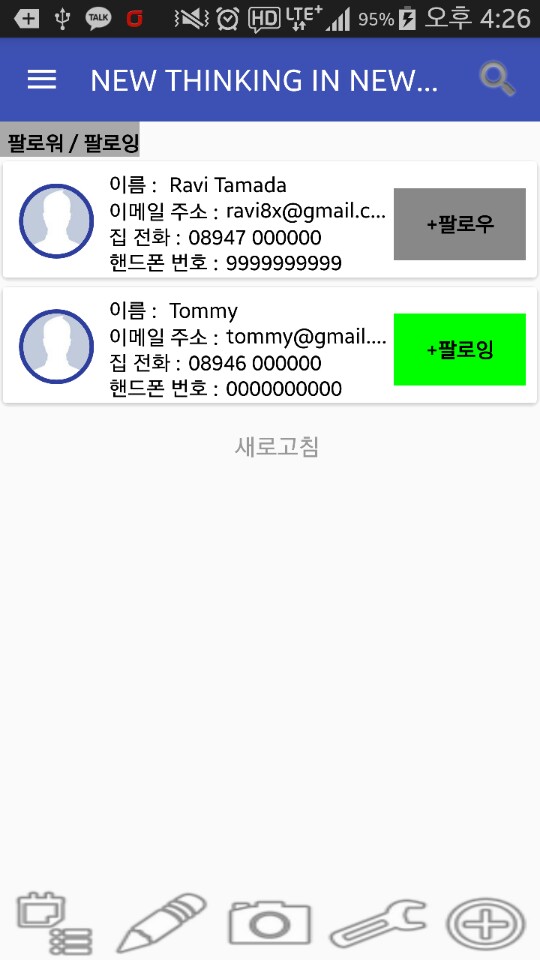 TALK HD LTE+ 95% 오후 4:26
NEW THINKING IN NEW...
팔로워 / 팔로잉
이름 : Ravi Tamada
이메일 주소 : ravi8x@gmail.c...
집 전화 : 08947 000000
핸드폰 번호 : 9999999999
+팔로우
이름 : Tommy
이메일 주소 : tommy@gmail....
집 전화 : 08946 000000
핸드폰 번호 : 0000000000
+팔로잉
새로고침